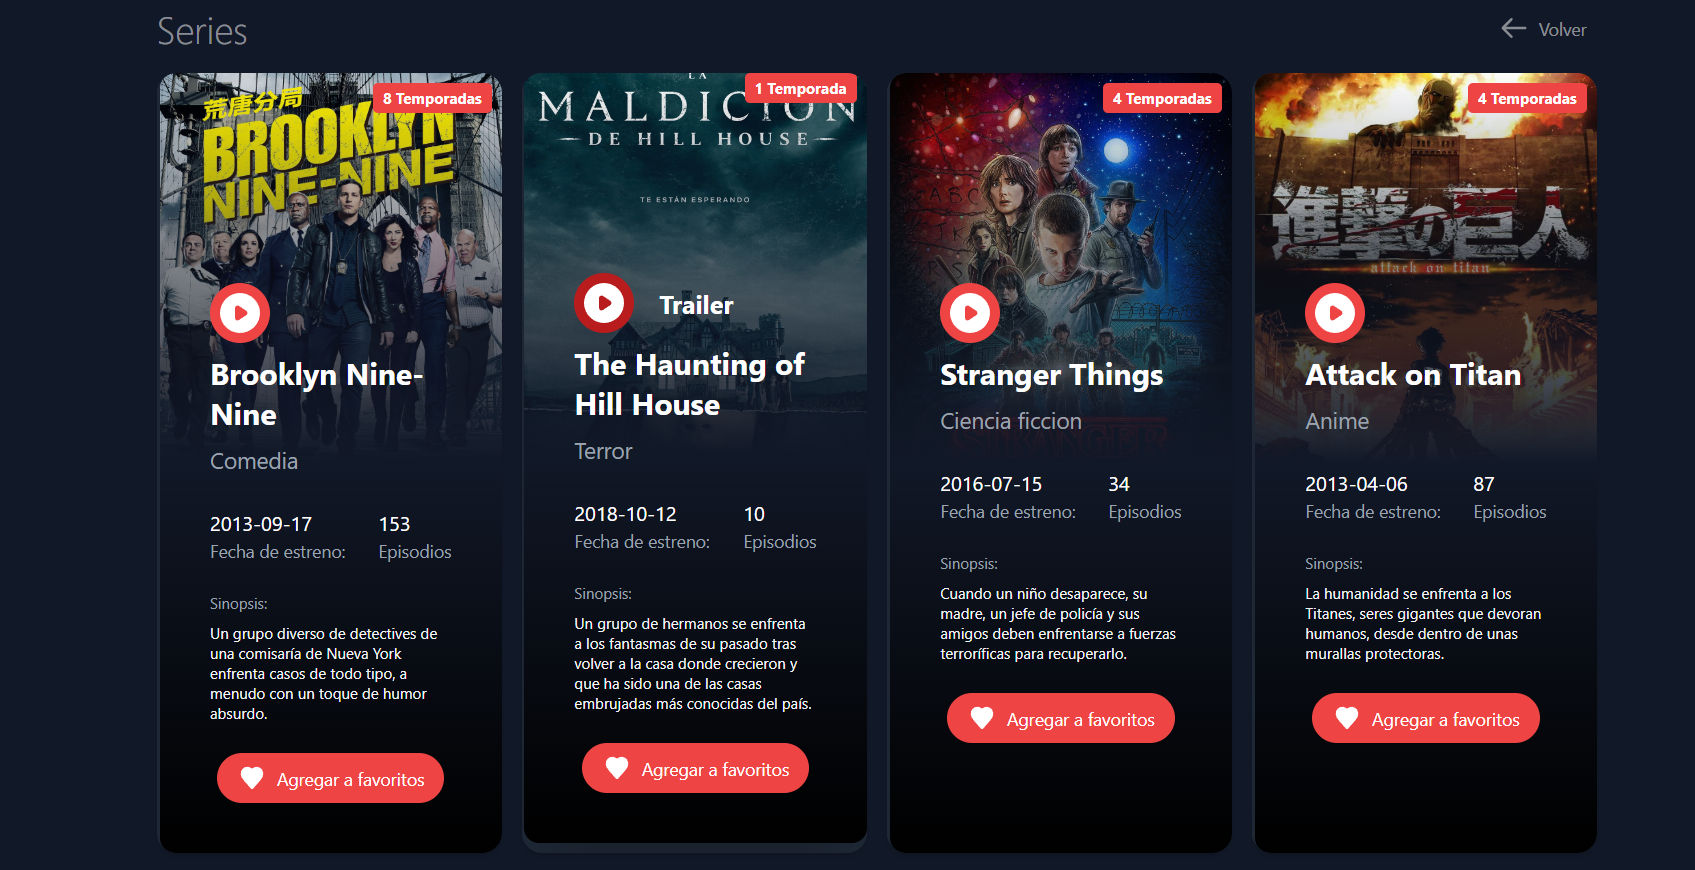 Series
Volver
8 Temporadas
荒唐分局
BROOKLYN
NINE-NINE
Brooklyn Nine-
Nine
Comedia
2013-09-17
153
Fecha de estreno:
Episodios
Sinopsis:
Un grupo diverso de detectives de
una comisaría de Nueva York
enfrenta casos de todo tipo, a
menudo con un toque de humor
absurdo.
Agregar a favoritos
1 Temporada
LA
MALDICIÓN
DE HILL HOUSE
TE ESTÁN ESPERANDO
Trailer
The Haunting of
Hill House
Terror
2018-10-12
10
Fecha de estreno:
Episodios
Sinopsis:
Un grupo de hermanos se enfrenta
a los fantasmas de su pasado tras
volver a la casa donde crecieron y
que ha sido una de las casas
embrujadas más conocidas del país.
Agregar a favoritos
4 Temporadas
Stranger Things
Ciencia ficcion
STRANGER
2016-07-15
34
Fecha de estreno:
Episodios
Sinopsis:
Cuando un niño desaparece, su
madre, un jefe de policía y sus
amigos deben enfrentarse a fuerzas
terroríficas para recuperarlo.
Agregar a favoritos
4 Temporadas
進撃の巨人
attack on titan
Attack on Titan
Anime
2013-04-06
87
Fecha de estreno:
Episodios
Sinopsis:
La humanidad se enfrenta a los
Titanes, seres gigantes que devoran
humanos, desde dentro de unas
murallas protectoras.
Agregar a favoritos